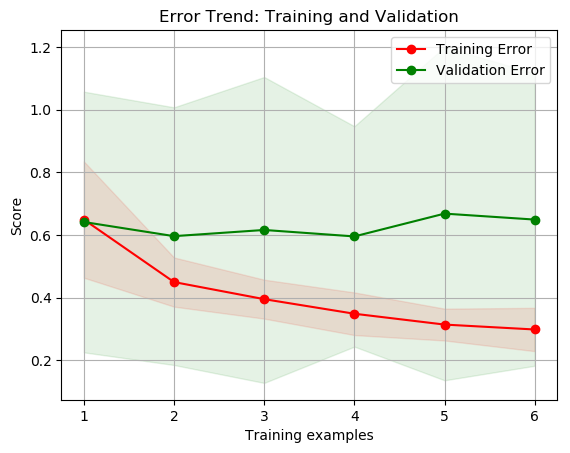 Error Trend: Training and Validation
Training Error
Validation Error
1.2
1.0
0.8
0.6
0.4
0.2
Score
1 2 3 4 5 6
Training examples